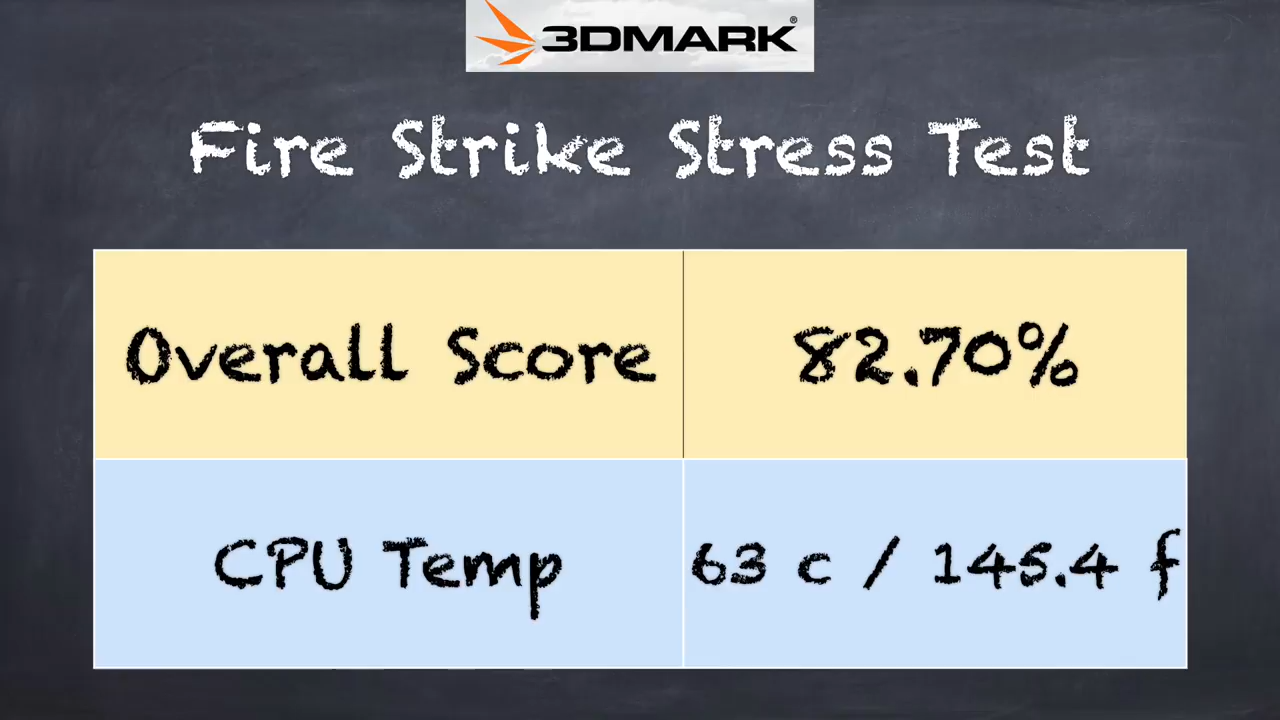 3DMARK®
Fire Strike Stress Test
Overall Score 82.70%
CPU Temp 63 c / 145.4 f